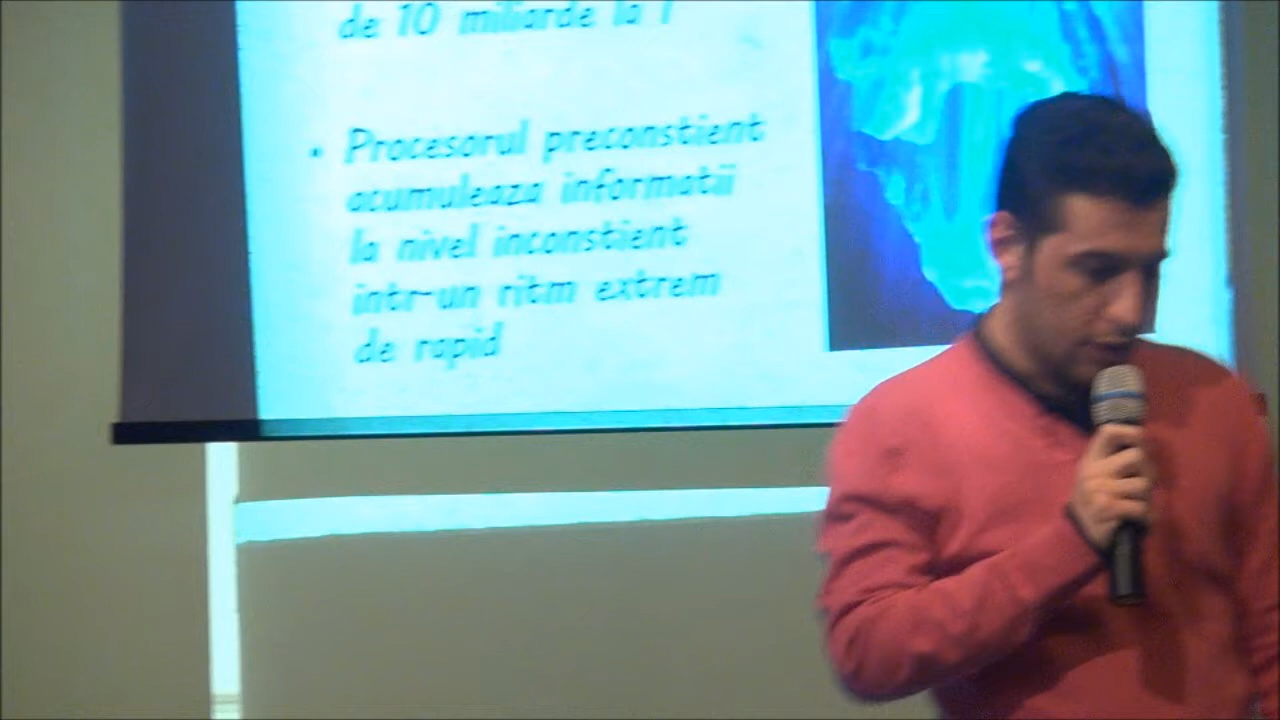 de 10 miliarde la 1
• Procesorul preconstient
acumuleaza informatii
la nivel inconstient
intr-un ritm extrem
de rapid